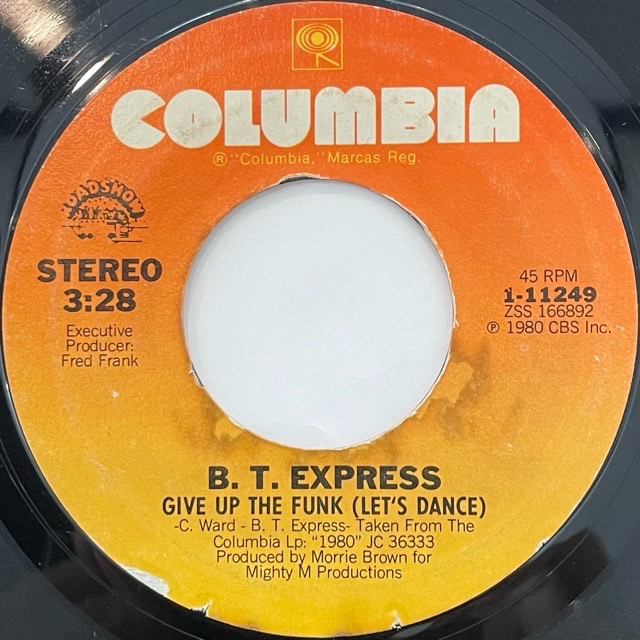 COLUMBIA
® "Columbia," Marcas Reg.
ROADSHOW
STEREO
3:28
Executive
Producer:
Fred Frank
45 RPM
1-11249
ZSS 166892
℗ 1980 CBS Inc.
B. T. EXPRESS
GIVE UP THE FUNK (LET'S DANCE)
-C. Ward - B. T. Express- Taken From The
Columbia Lp: "1980" JC 36333
Produced by Morrie Brown for
Mighty M Productions